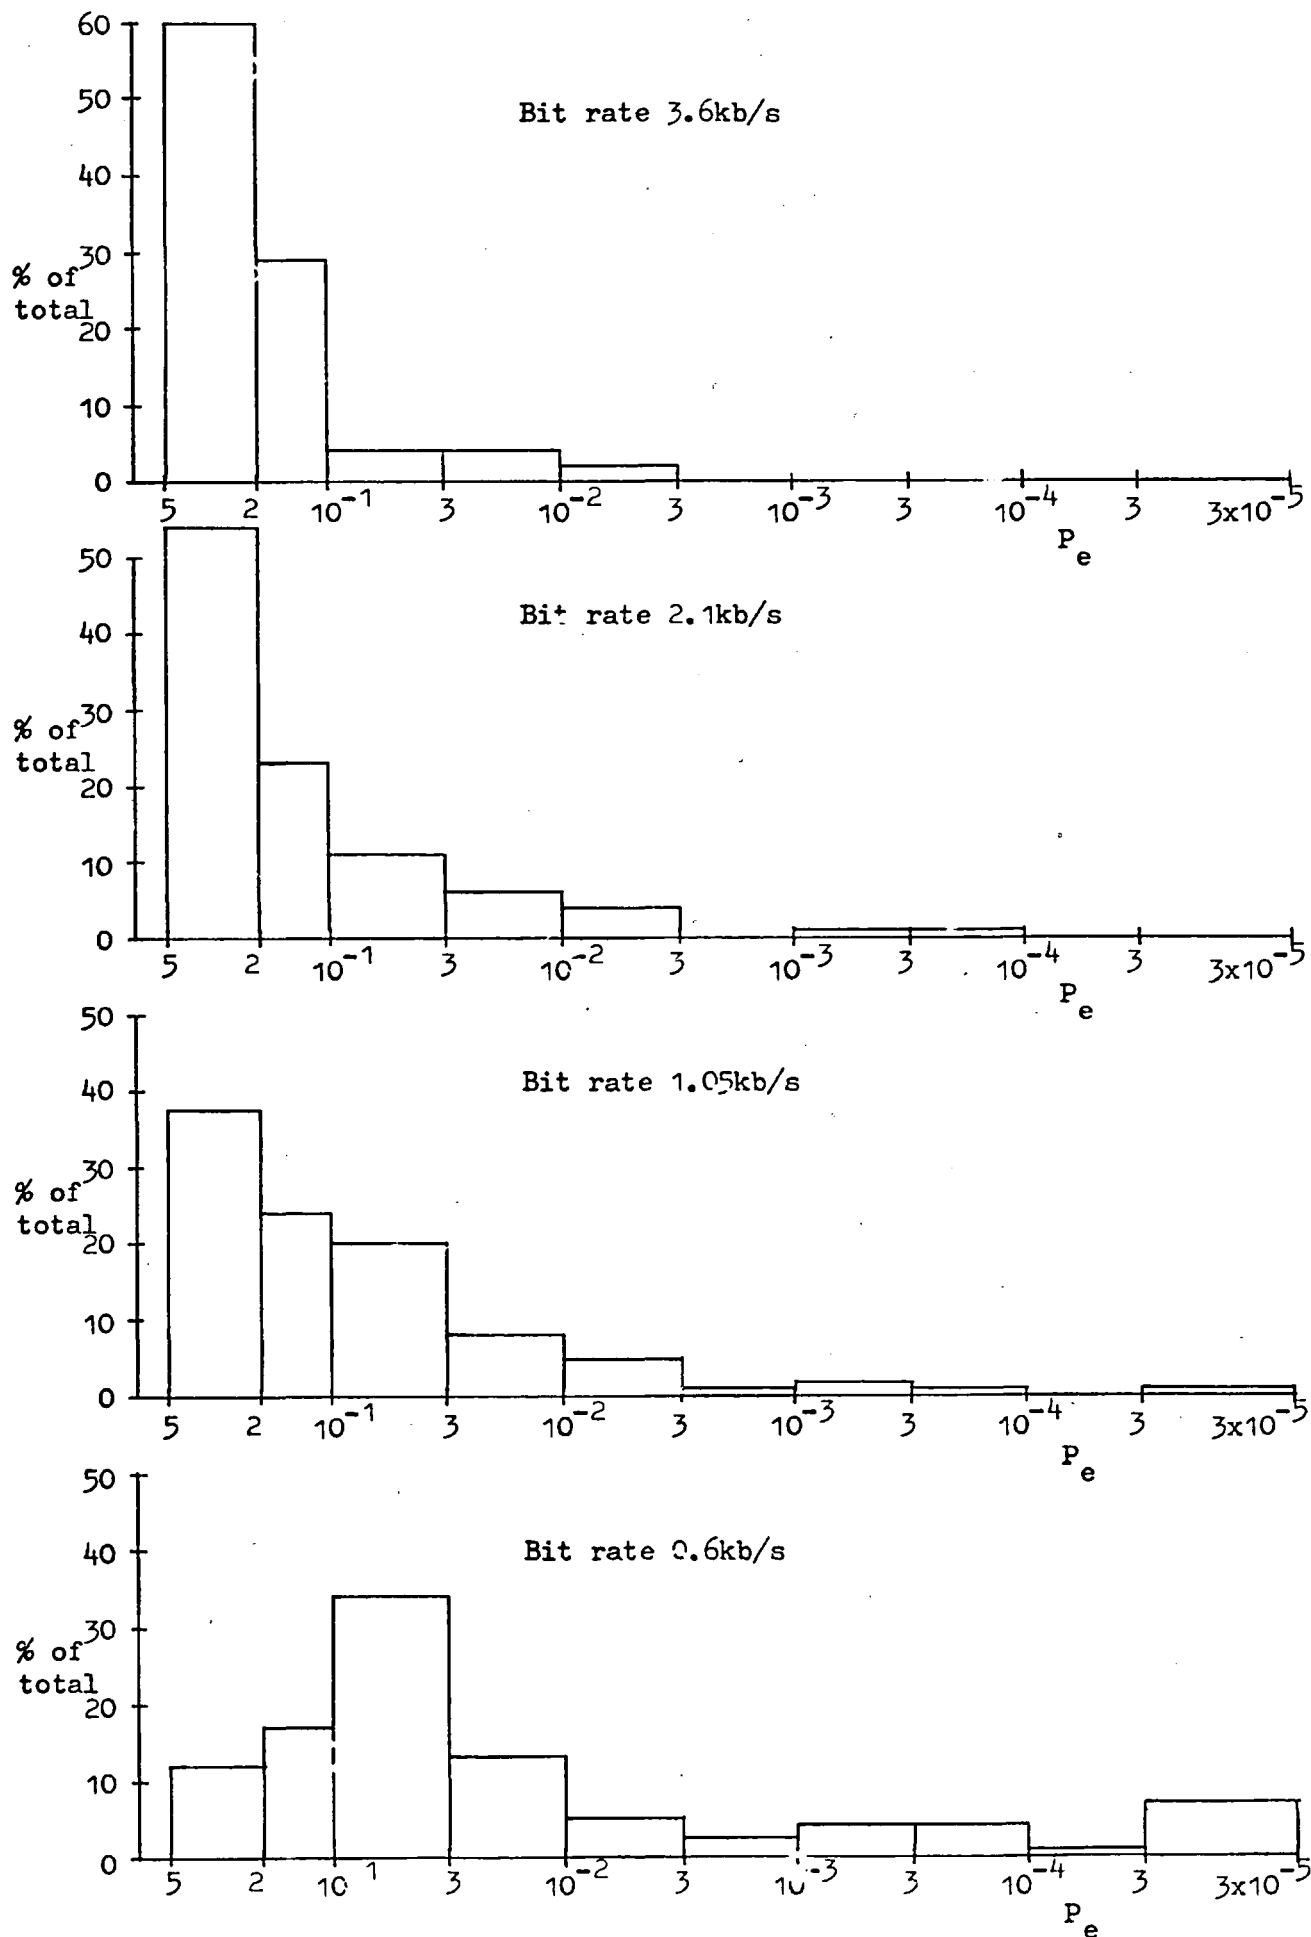 60
50
Bit rate 3.6kb/s
40
30
% of
total
20
10
0
5 2 10⁻¹ 3 10⁻² 3 10⁻³ 3 10⁻⁴ 3 3x10⁻⁵
Pₑ
50
Bit rate 2.1kb/s
40
30
% of
total
20
10
0
5 2 10⁻¹ 3 10⁻² 3 10⁻³ 3 10⁻⁴ 3 3x10⁻⁵
Pₑ
50
40
Bit rate 1.05kb/s
30
% of
total
20
10
0
5 2 10⁻¹ 3 10⁻² 3 10⁻³ 3 10⁻⁴ 3 3x10⁻⁵
Pₑ
50
40
Bit rate 0.6kb/s
30
% of
total
20
10
0
5 2 10⁻¹ 3 10⁻² 3 10⁻³ 3 10⁻⁴ 3 3x10⁻⁵
Pₑ